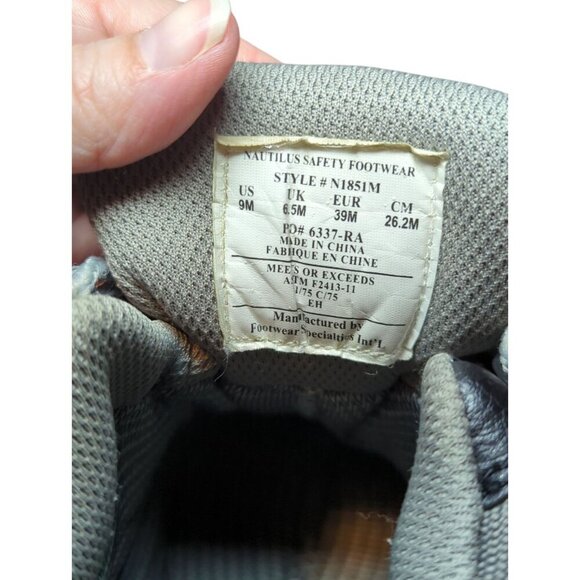 NAUTILUS SAFETY FOOTWEAR
STYLE # N1851M
US UK EUR CM
9M 6.5M 39M 26.2M
PO# 6337-RA
MADE IN CHINA
FABRIQUE EN CHINE
MEETS OR EXCEEDS
ASTM F2413-11
I/75 C/75
EH
Manufactured by
Footwear Specialties Int'L